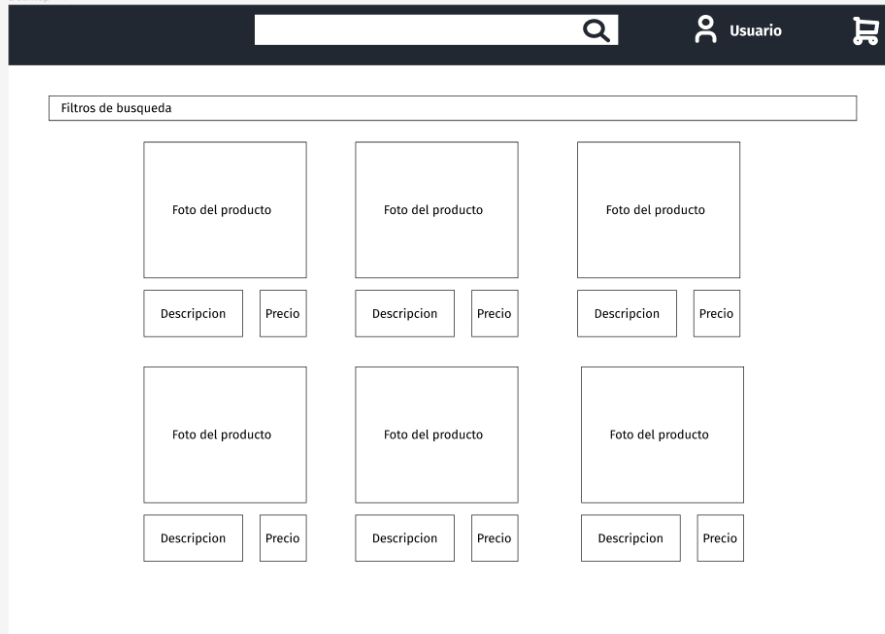 Usuario
Filtros de busqueda
Foto del producto
Foto del producto
Foto del producto
Descripcion
Precio
Descripcion
Precio
Descripcion
Precio
Foto del producto
Foto del producto
Foto del producto
Descripcion
Precio
Descripcion
Precio
Descripcion
Precio